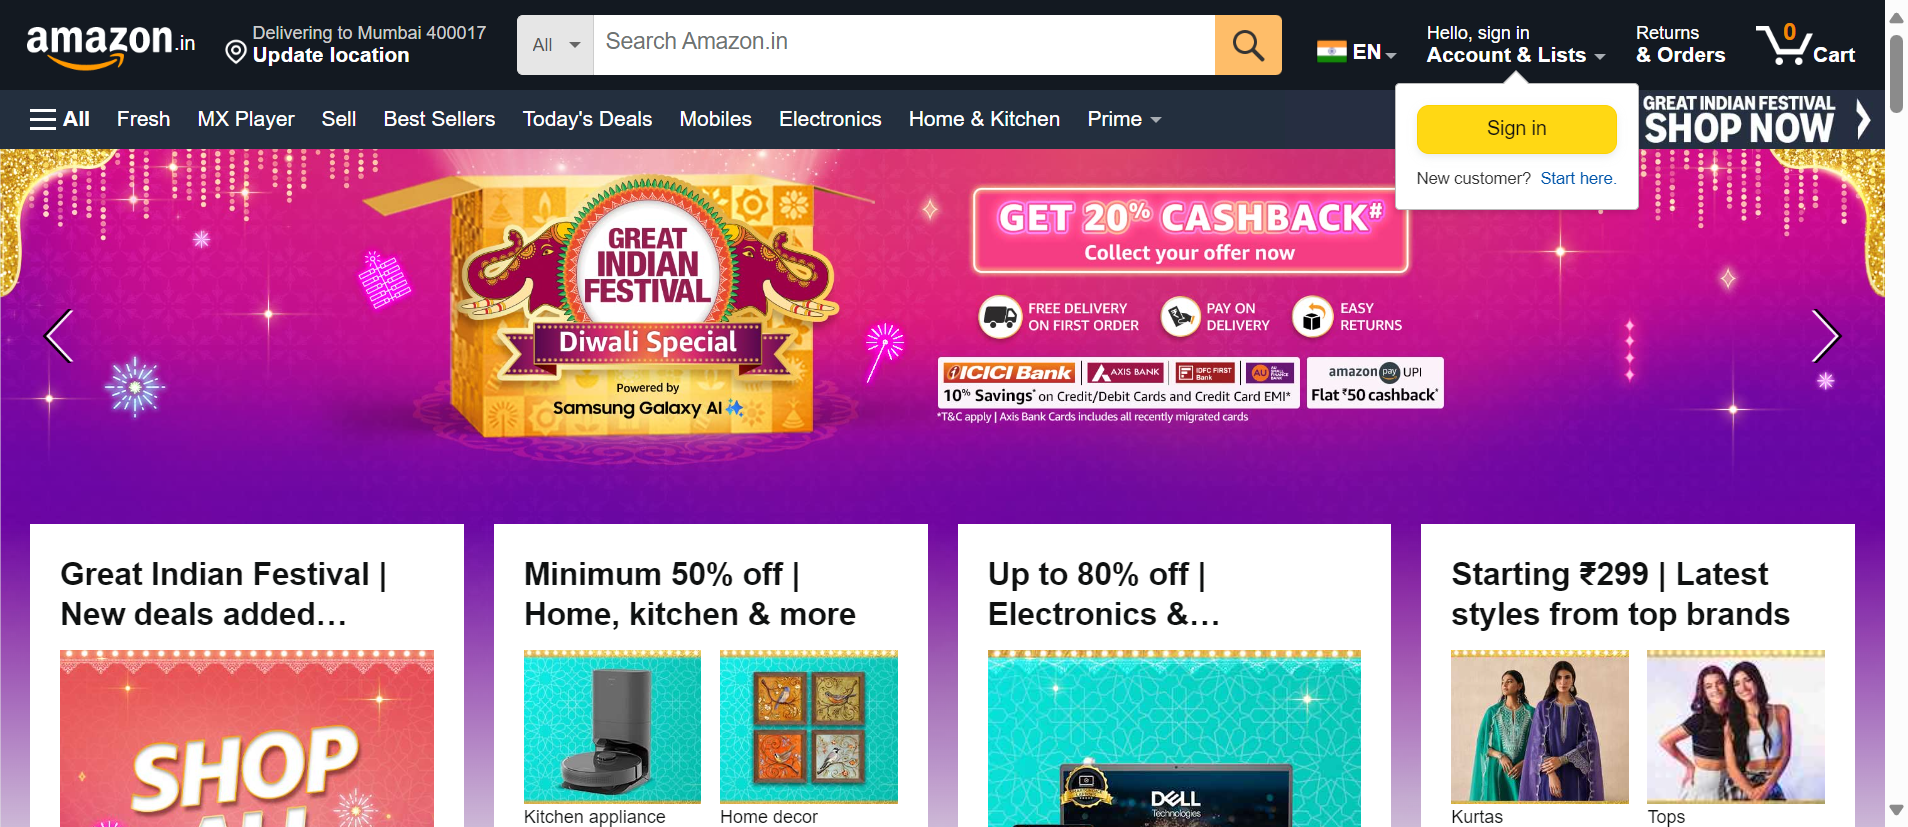 amazon.in
Delivering to Mumbai 400017
Update location
All
Search Amazon.in
EN
Hello, sign in
Account & Lists
Returns
& Orders
0
Cart
All
Fresh
MX Player
Sell
Best Sellers
Today's Deals
Mobiles
Electronics
Home & Kitchen
Prime
Sign in
New customer? Start here.
GREAT INDIAN FESTIVAL
SHOP NOW
GREAT
INDIAN
FESTIVAL
Diwali Special
Powered by
Samsung Galaxy AI
GET 20% CASHBACK#
Collect your offer now
FREE DELIVERY
ON FIRST ORDER
PAY ON
DELIVERY
EASY
RETURNS
ICICI Bank
AXIS BANK
IDFC FIRST
Bank
AU
10% Savings* on Credit/Debit Cards and Credit Card EMI*
amazon pay UPI
Flat ₹50 cashback*
*T&C apply | Axis Bank Cards includes all recently migrated cards
Great Indian Festival |
New deals added…
SHOP
ALL
Minimum 50% off |
Home, kitchen & more
Kitchen appliance
Home decor
Up to 80% off |
Electronics &…
DELL
Technologies
Starting ₹299 | Latest
styles from top brands
Kurtas
Tops